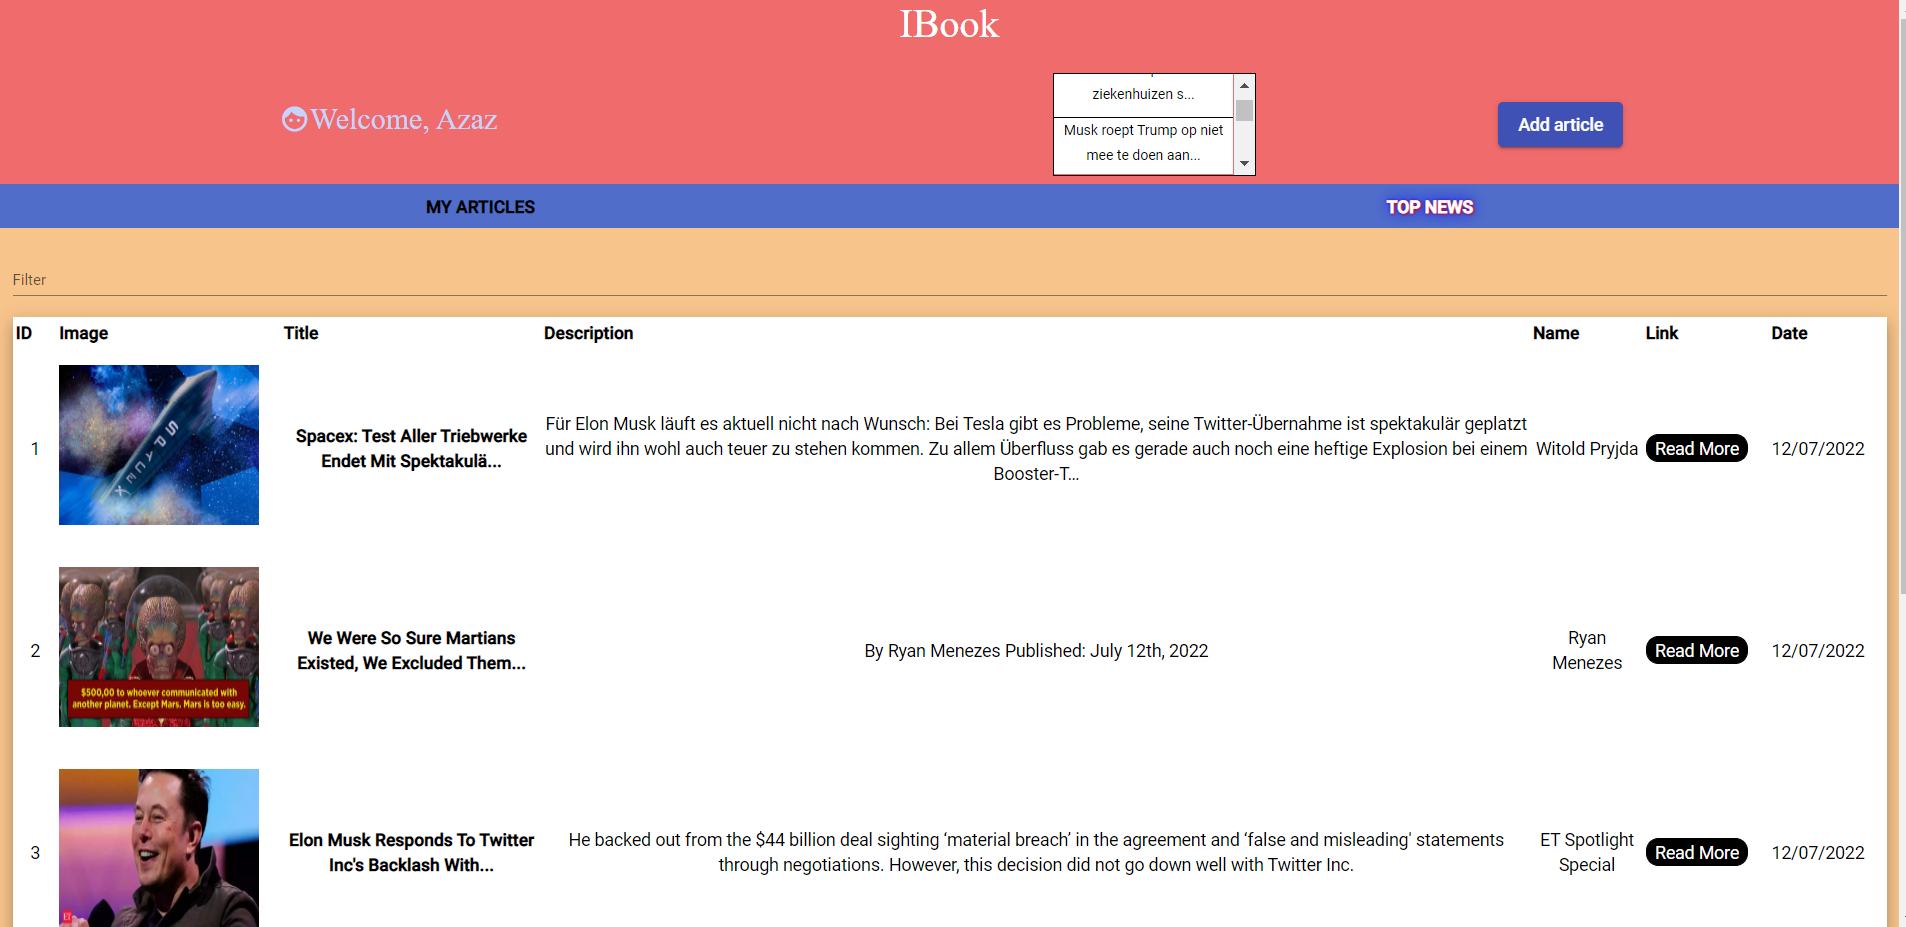 IBook
Welcome, Azaz
ziekenhuizen s...
Musk roept Trump op niet
mee te doen aan...
Add article
MY ARTICLES
TOP NEWS
Filter
ID Image Title Description Name Link Date
1
SPACEX
Spacex: Test Aller Triebwerke
Endet Mit Spektakulä...
Für Elon Musk läuft es aktuell nicht nach Wunsch: Bei Tesla gibt es Probleme, seine Twitter-Übernahme ist spektakulär geplatzt
und wird ihn wohl auch teuer zu stehen kommen. Zu allem Überfluss gab es gerade auch noch eine heftige Explosion bei einem
Booster-T...
Witold Pryjda
Read More
12/07/2022
2
$500,00 to whoever communicated with
another planet. Except Mars. Mars is too easy.
We Were So Sure Martians
Existed, We Excluded Them...
By Ryan Menezes Published: July 12th, 2022
Ryan
Menezes
Read More
12/07/2022
3
ET
Elon Musk Responds To Twitter
Inc's Backlash With...
He backed out from the $44 billion deal sighting ‘material breach’ in the agreement and ‘false and misleading' statements
through negotiations. However, this decision did not go down well with Twitter Inc.
ET Spotlight
Special
Read More
12/07/2022